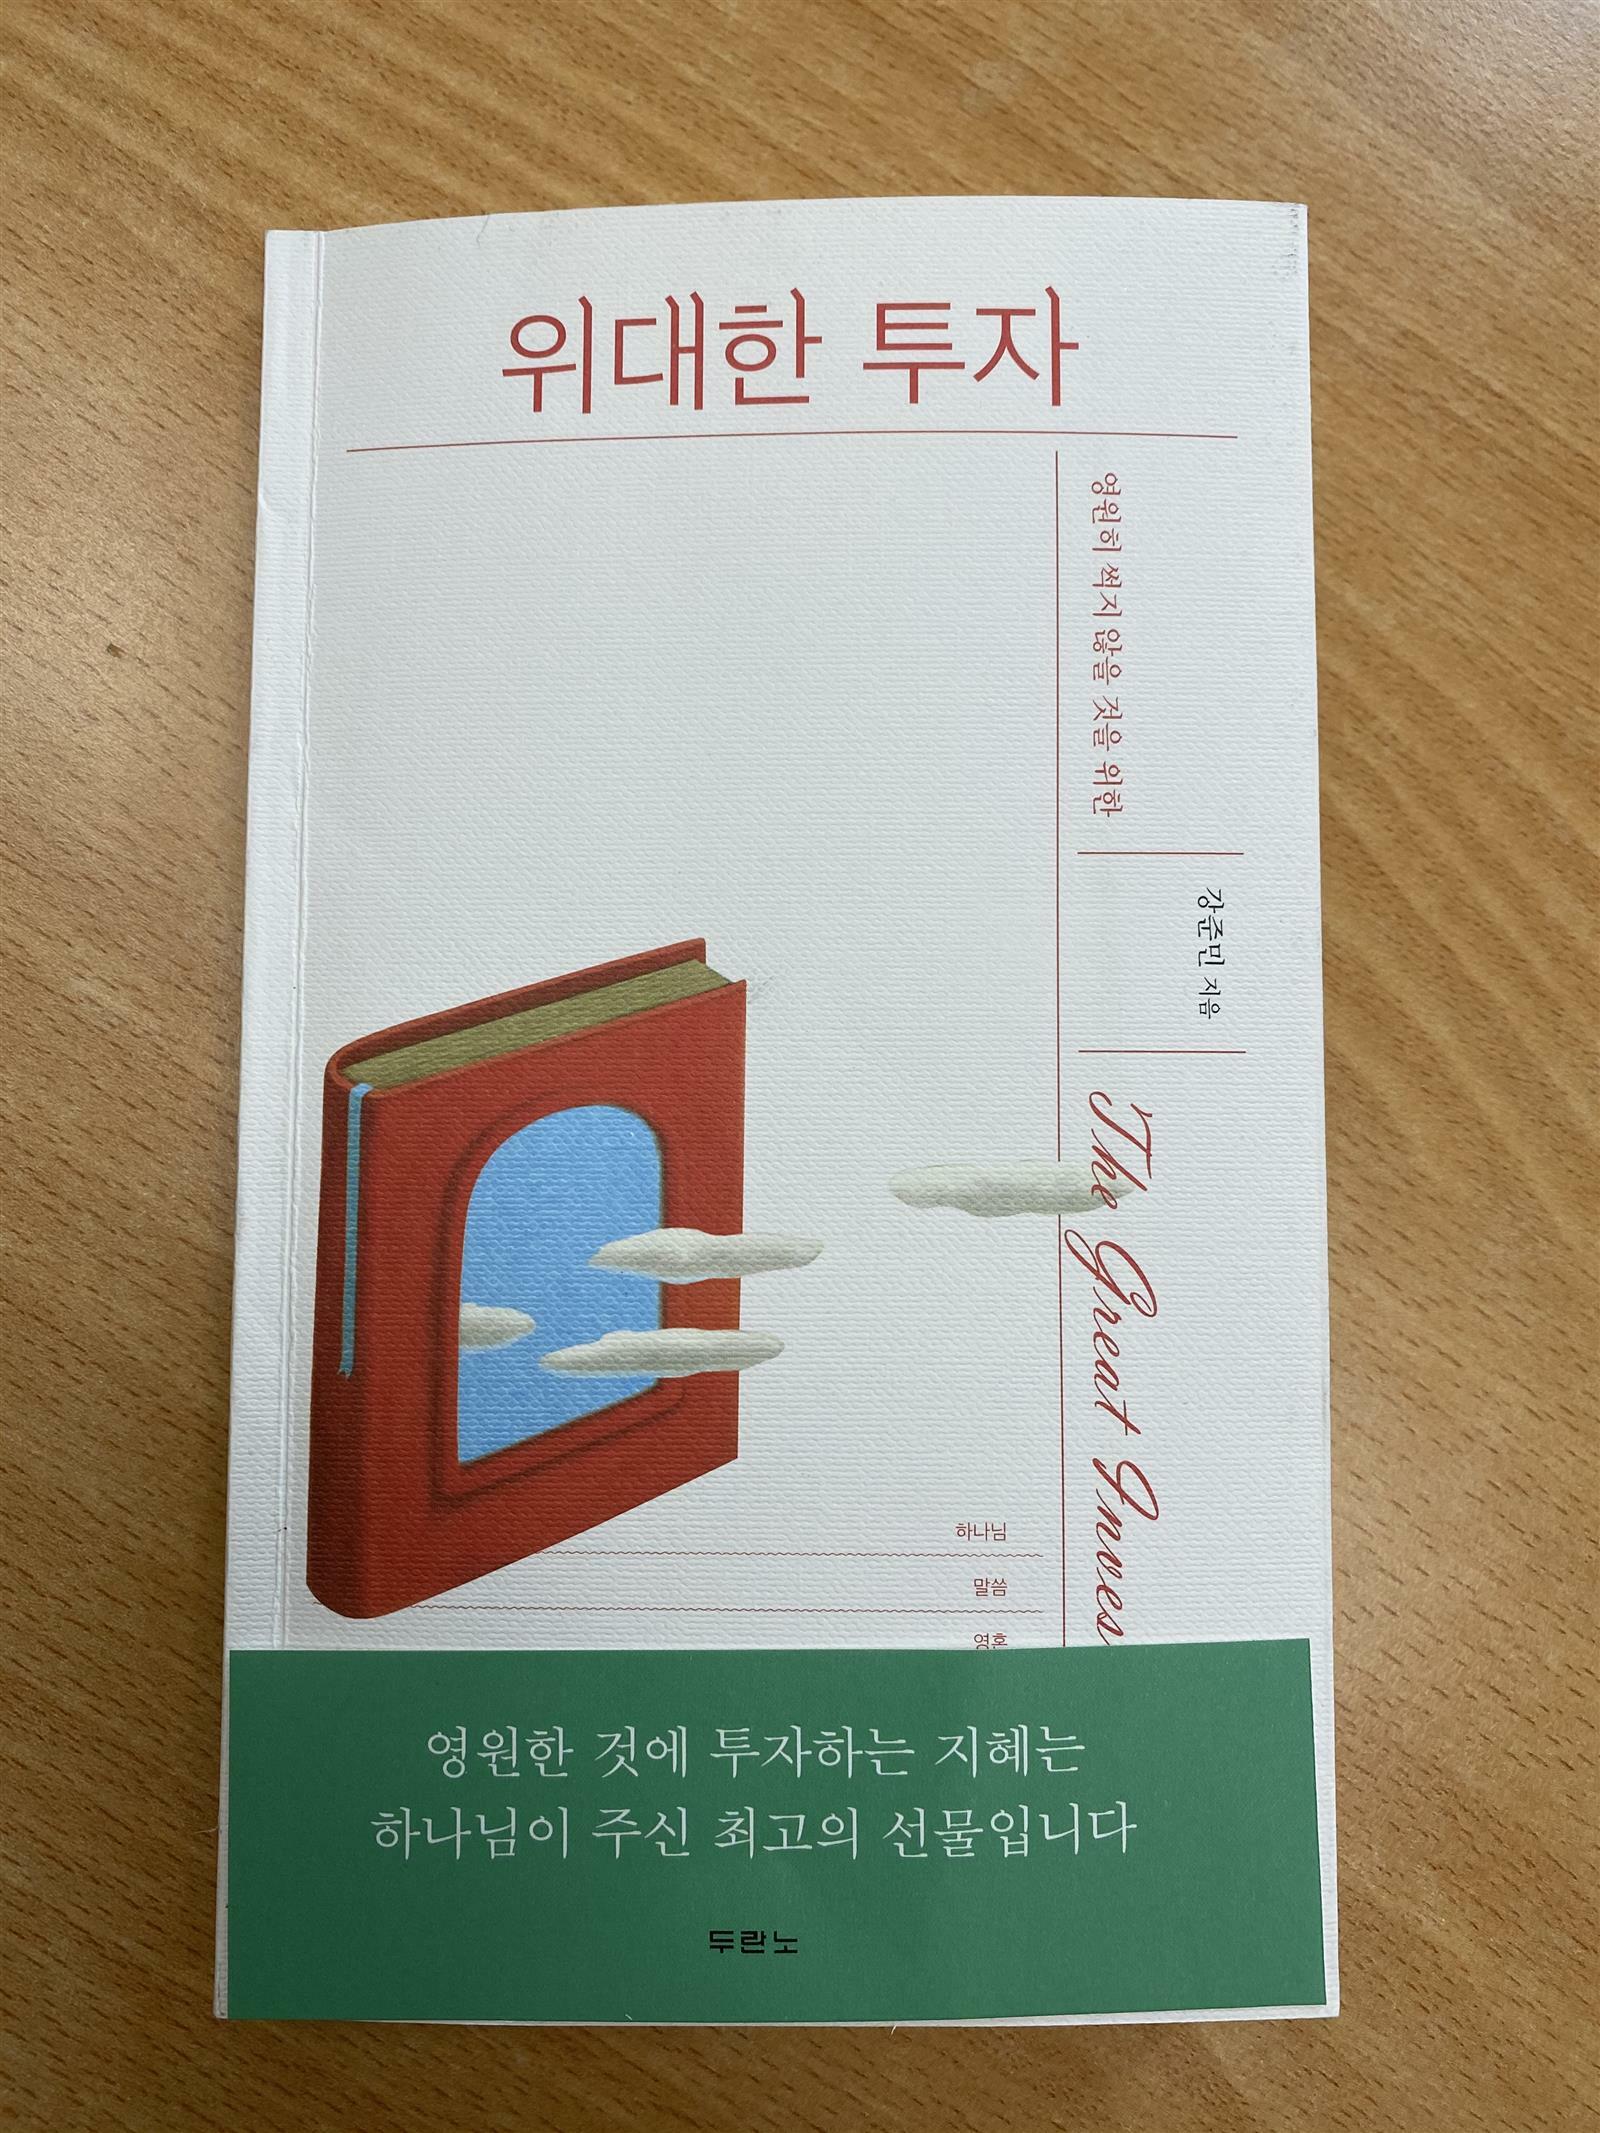 위대한 투자
영원히 썩지 않을 것을 위한
강준민 지음
The Great Inves
하나님
말씀
영혼
영원한 것에 투자하는 지혜는
하나님이 주신 최고의 선물입니다
두란노